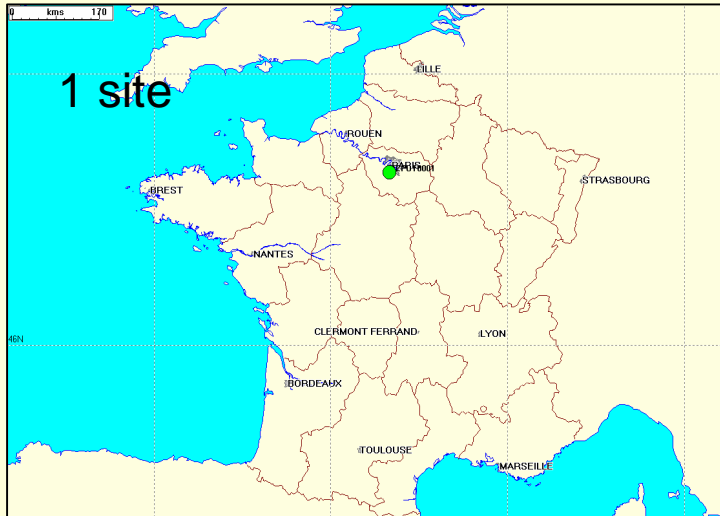 0 kms 170
1 site
LILLE
ROUEN
PARIS
STRASBOURG
BREST
NANTES
CLERMONT FERRAND
LYON
46N
BORDEAUX
TOULOUSE
MARSEILLE